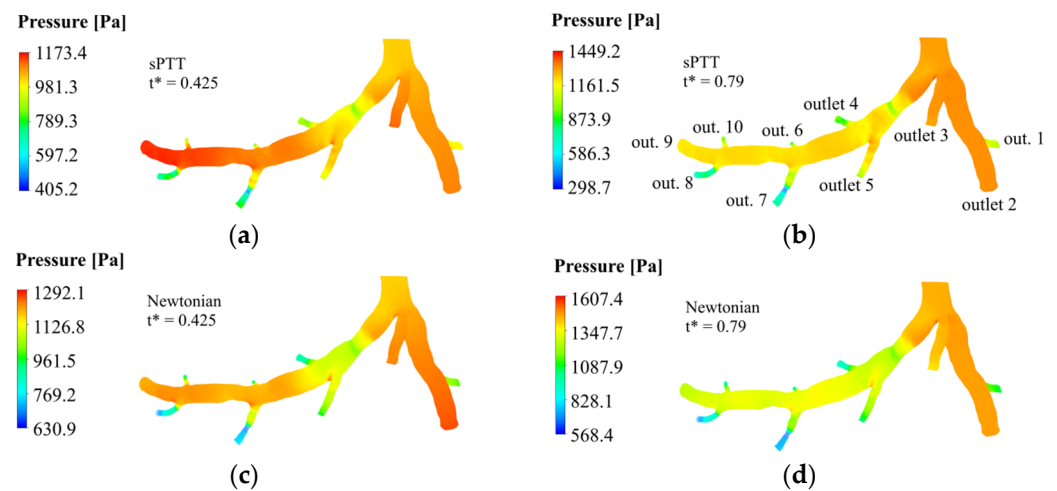 Pressure [Pa]
1173.4
981.3
789.3
597.2
405.2
sPTT
t* = 0.425
(a)
Pressure [Pa]
1449.2
1161.5
873.9
586.3
298.7
sPTT
t* = 0.79
outlet 4
out. 9
out. 10
out. 6
outlet 3
out. 1
out. 8
out. 7
outlet 5
outlet 2
(b)
Pressure [Pa]
1292.1
1126.8
961.5
769.2
630.9
Newtonian
t* = 0.425
(c)
Pressure [Pa]
1607.4
1347.7
1087.9
828.1
568.4
Newtonian
t* = 0.79
(d)